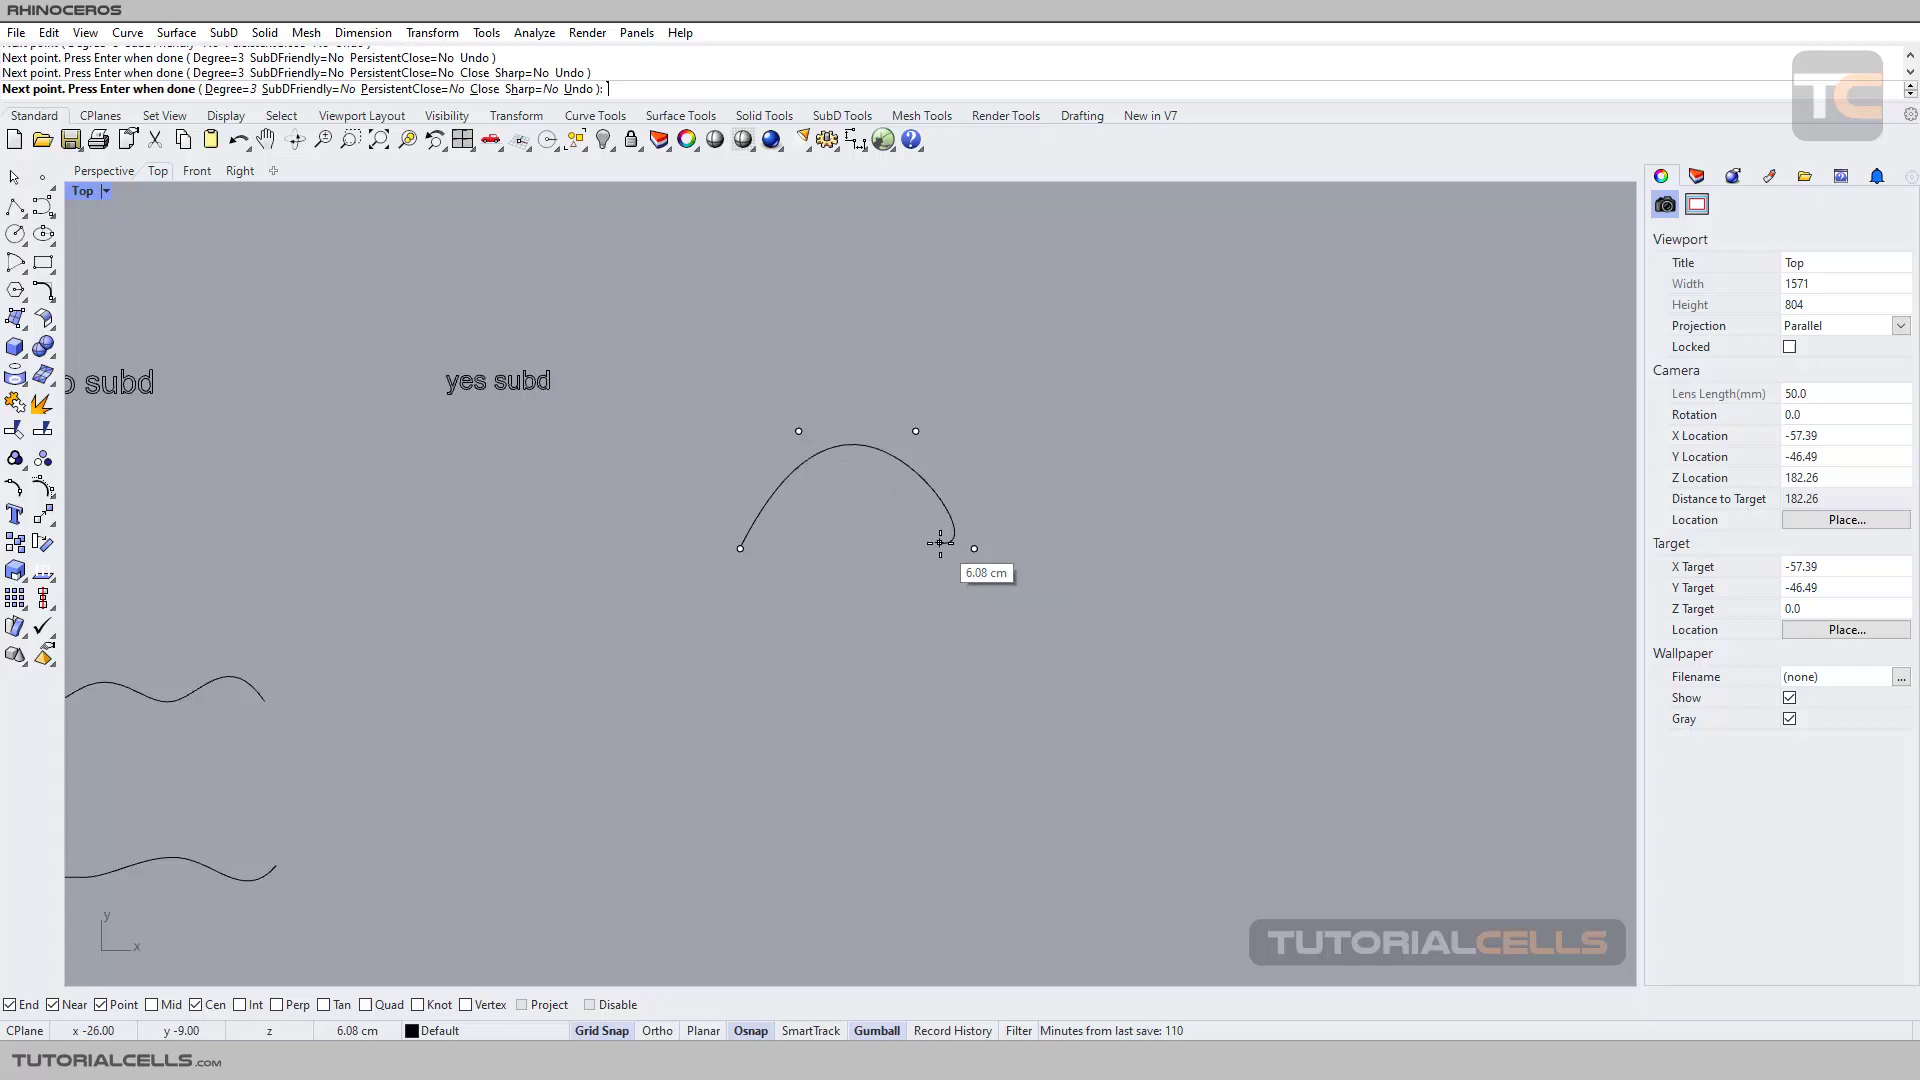 RHINOCEROS
File Edit View Curve Surface SubD Solid Mesh Dimension Transform Tools Analyze Render Panels Help
Next point. Press Enter when done ( Degree=3 SubDFriendly=No PersistentClose=No Undo )
Next point. Press Enter when done ( Degree=3 SubDFriendly=No PersistentClose=No Close Sharp=No Undo )
Next point. Press Enter when done ( Degree=3 SubDFriendly=No PersistentClose=No Close Sharp=No Undo ):
TC
Standard CPlanes Set View Display Select Viewport Layout Visibility Transform Curve Tools Surface Tools Solid Tools SubD Tools Mesh Tools Render Tools Drafting New in V7
Perspective Top Front Right
Top
Viewport
Title Top
Width 1571
Height 804
Projection Parallel
Locked
Camera
Lens Length(mm) 50.0
Rotation 0.0
X Location -57.39
Y Location -46.49
Z Location 182.26
Distance to Target 182.26
Location Place...
Target
X Target -57.39
Y Target -46.49
Z Target 0.0
Location Place...
Wallpaper
Filename (none) ...
Show
Gray
o subd
yes subd
6.08 cm
y
x
TUTORIALCELLS
End Near Point Mid Cen Int Perp Tan Quad Knot Vertex Project Disable
CPlane x -26.00 y -9.00 z 6.08 cm Default Grid Snap Ortho Planar Osnap SmartTrack Gumball Record History Filter Minutes from last save: 110
TUTORIALCELLS.COM